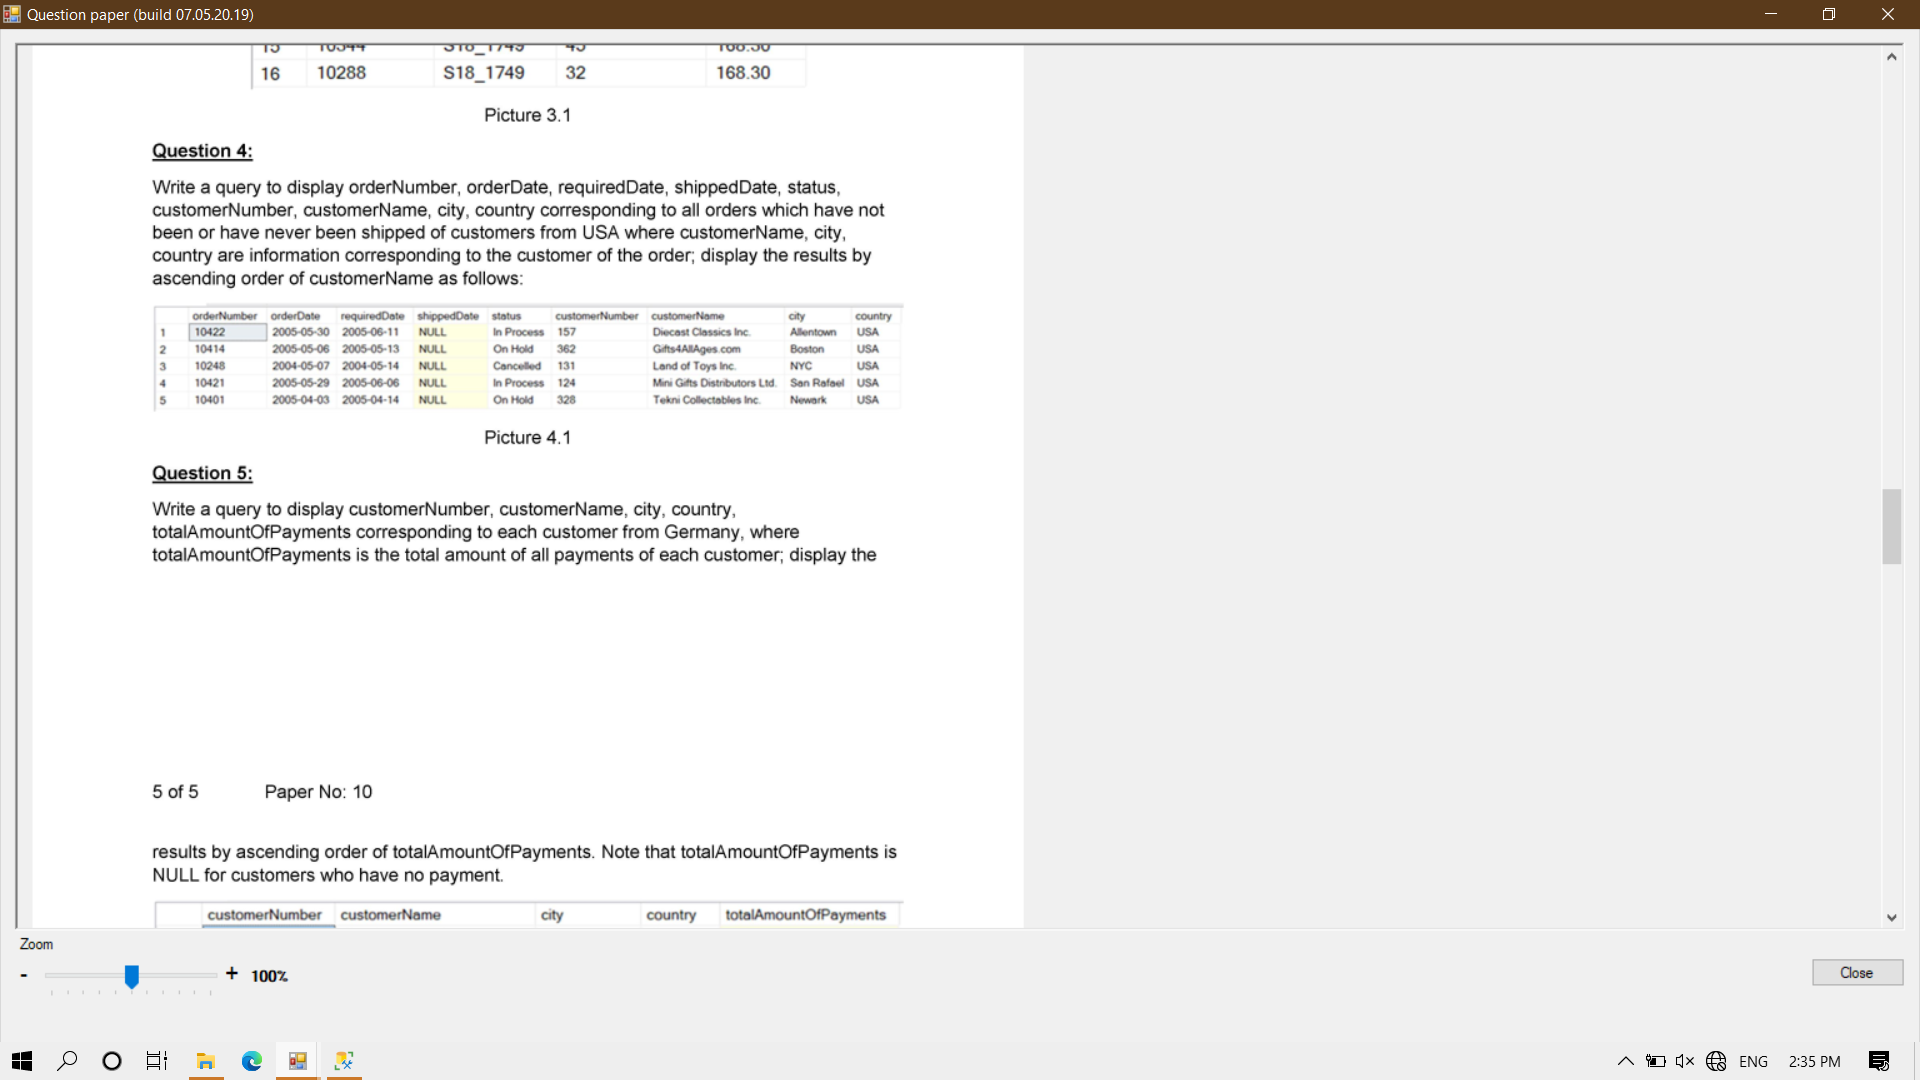 Question paper (build 07.05.20.19)
15 10344 S18_1749 45 168.30
16 10288 S18_1749 32 168.30
Picture 3.1
Question 4:
Write a query to display orderNumber, orderDate, requiredDate, shippedDate, status,
customerNumber, customerName, city, country corresponding to all orders which have not
been or have never been shipped of customers from USA where customerName, city,
country are information corresponding to the customer of the order; display the results by
ascending order of customerName as follows:
orderNumber orderDate requiredDate shippedDate status customerNumber customerName city country
1 10422 2005-05-30 2005-06-11 NULL In Process 157 Diecast Classics Inc. Allentown USA
2 10414 2005-05-06 2005-05-13 NULL On Hold 362 Gifts4AllAges.com Boston USA
3 10248 2004-05-07 2004-05-14 NULL Cancelled 131 Land of Toys Inc. NYC USA
4 10421 2005-05-29 2005-06-06 NULL In Process 124 Mini Gifts Distributors Ltd. San Rafael USA
5 10401 2005-04-03 2005-04-14 NULL On Hold 328 Tekni Collectables Inc. Newark USA
Picture 4.1
Question 5:
Write a query to display customerNumber, customerName, city, country,
totalAmountOfPayments corresponding to each customer from Germany, where
totalAmountOfPayments is the total amount of all payments of each customer; display the
5 of 5 Paper No: 10
results by ascending order of totalAmountOfPayments. Note that totalAmountOfPayments is
NULL for customers who have no payment.
customerNumber customerName city country totalAmountOfPayments
Zoom
- + 100%
Close
ENG 2:35 PM